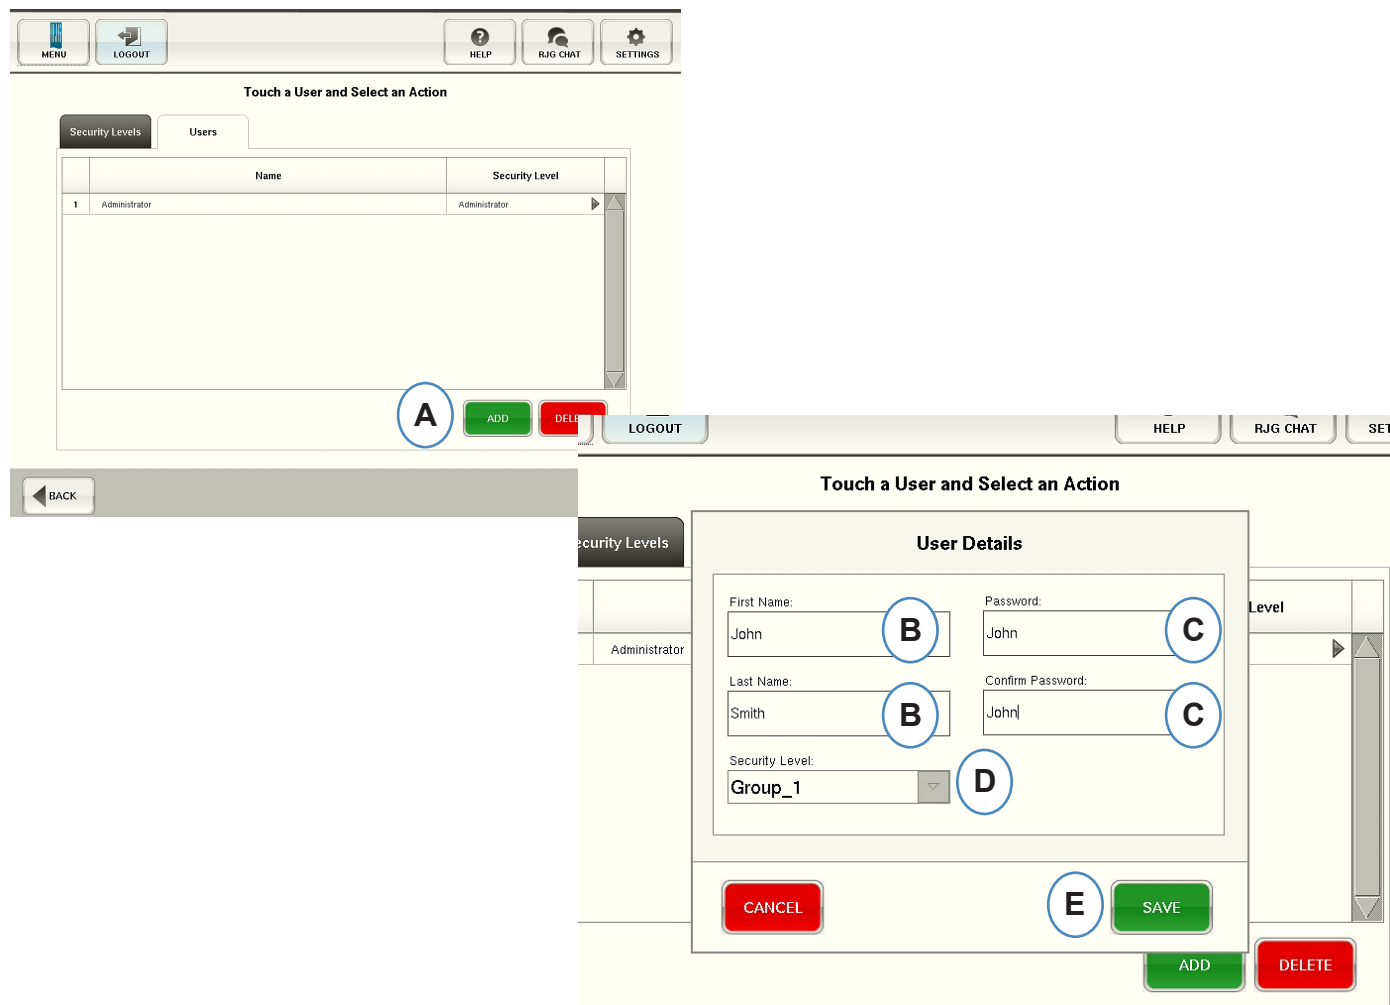 MENU
LOGOUT
HELP
RJG CHAT
SETTINGS
Touch a User and Select an Action
Security Levels
Users
Name
Security Level
1
Administrator
Administrator
A
ADD
DELE
BACK
LOGOUT
HELP
RJG CHAT
SET
Touch a User and Select an Action
ecurity Levels
User Details
First Name:
Password:
John
B
John
C
Level
Administrator
Last Name:
Confirm Password:
Smith
B
John
C
Security Level:
Group_1
D
CANCEL
E
SAVE
ADD
DELETE